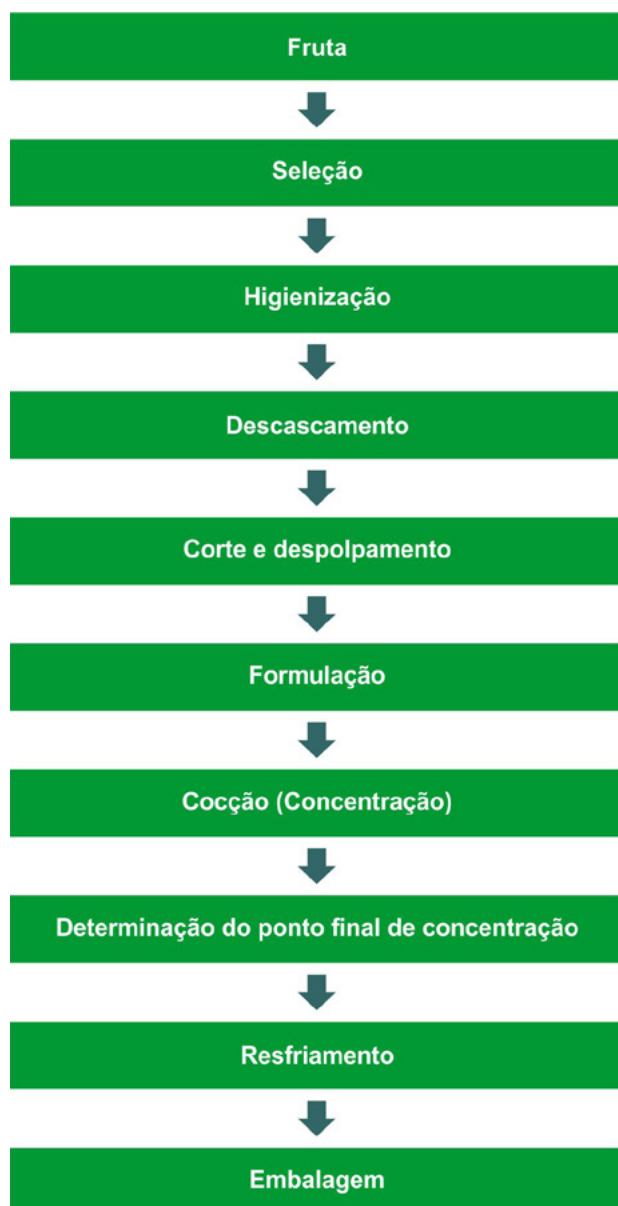 Fruta
Seleção
Higienização
Descascamento
Corte e despolpamento
Formulação
Cocção (Concentração)
Determinação do ponto final de concentração
Resfriamento
Embalagem